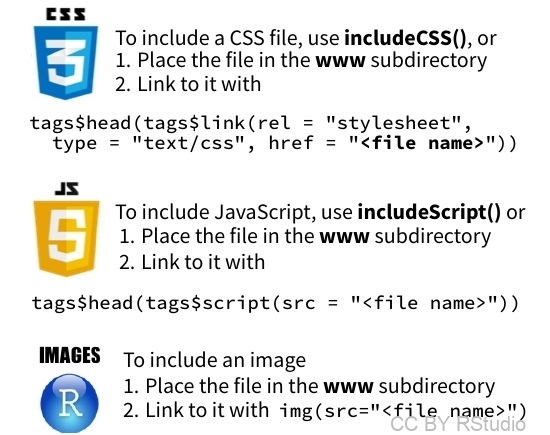 CSS
3
To include a CSS file, use includeCSS(), or
1. Place the file in the www subdirectory
2. Link to it with
tags$head(tags$link(rel = "stylesheet",
type = "text/css", href = "<file name>"))
JS
5
To include JavaScript, use includeScript() or
1. Place the file in the www subdirectory
2. Link to it with
tags$head(tags$script(src = "<file name>"))
IMAGES
R
To include an image
1. Place the file in the www subdirectory
2. Link to it with img(src="<file name>")
CC BY RStudio